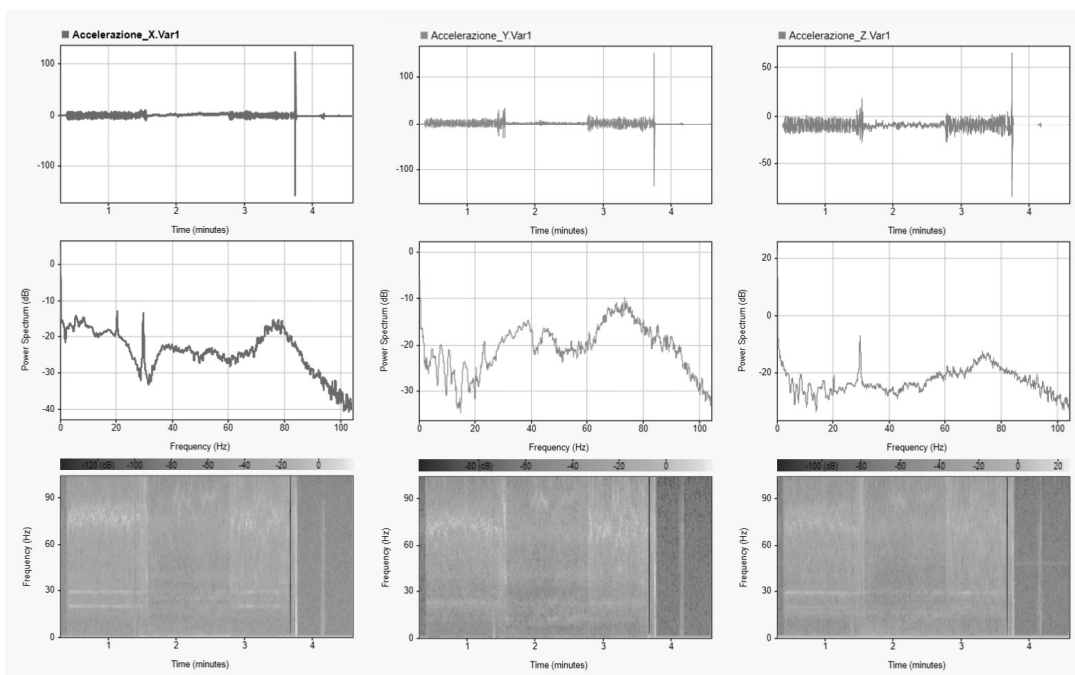 Accelerazione_X.Var1 Accelerazione_Y.Var1 Accelerazione_Z.Var1
100 100 50
0 0 0
-100 -100 -50
1 2 3 4 1 2 3 4 1 2 3 4
Time (minutes) Time (minutes) Time (minutes)
Power Spectrum (dB) Power Spectrum (dB) Power Spectrum (dB)
0 0 20
-10 -10 0
-20 -20 -20
-30 -30
-40
0 20 40 60 80 100 0 20 40 60 80 100 0 20 40 60 80 100
Frequency (Hz) Frequency (Hz) Frequency (Hz)
-120 (dB) -100 -80 -60 -40 -20 0 -80 (dB) -60 -40 -20 0 -100 (dB) -80 -60 -40 -20 0 20
Frequency (Hz) Frequency (Hz) Frequency (Hz)
90 90 90
60 60 60
30 30 30
0 0 0
1 2 3 4 1 2 3 4 1 2 3 4
Time (minutes) Time (minutes) Time (minutes)